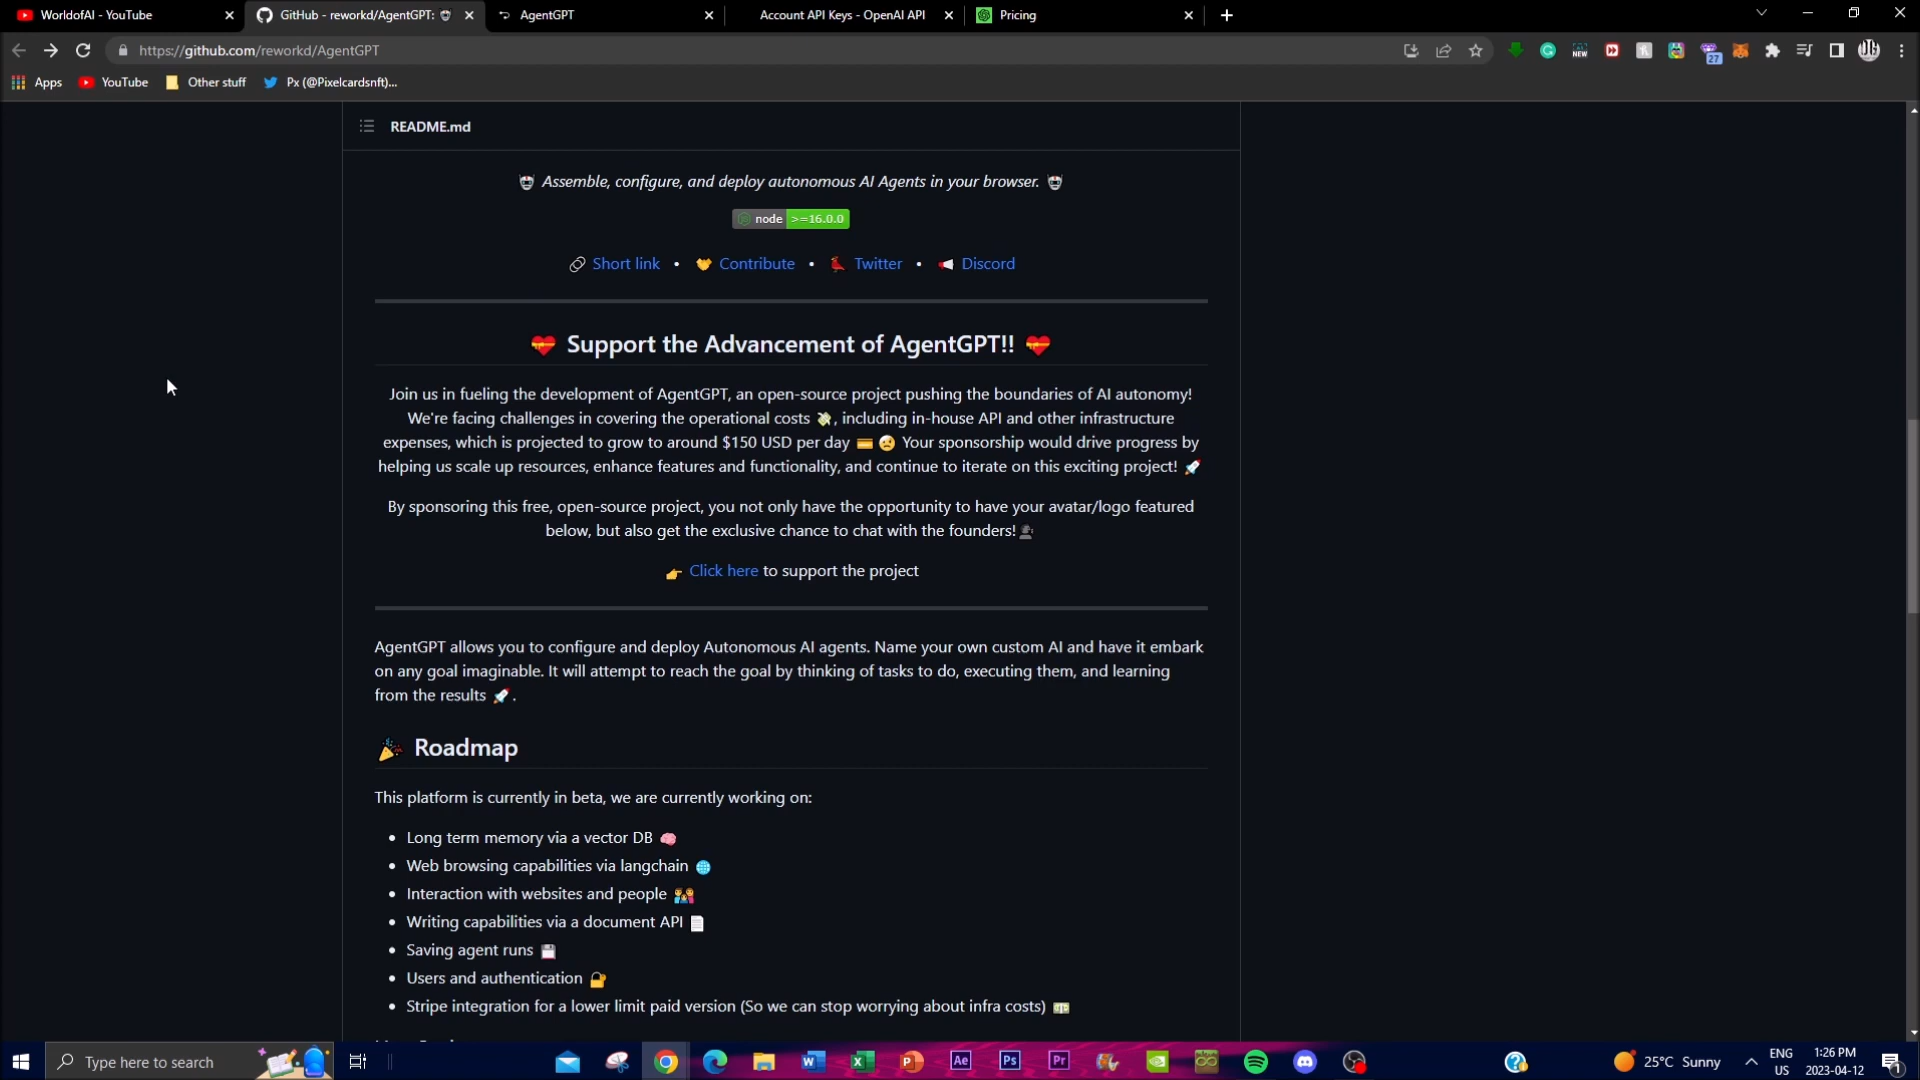 WorldofAI - YouTube
GitHub - reworkd/AgentGPT:
AgentGPT
Account API Keys - OpenAI API
Pricing
https://github.com/reworkd/AgentGPT
NEW
27
Apps
YouTube
Other stuff
Px (@Pixelcardsnft)...
README.md
Assemble, configure, and deploy autonomous AI Agents in your browser.
node >=16.0.0
Short link • Contribute • Twitter • Discord
Support the Advancement of AgentGPT!!
Join us in fueling the development of AgentGPT, an open-source project pushing the boundaries of AI autonomy!
We're facing challenges in covering the operational costs , including in-house API and other infrastructure
expenses, which is projected to grow to around $150 USD per day Your sponsorship would drive progress by
helping us scale up resources, enhance features and functionality, and continue to iterate on this exciting project!
By sponsoring this free, open-source project, you not only have the opportunity to have your avatar/logo featured
below, but also get the exclusive chance to chat with the founders!
Click here to support the project
AgentGPT allows you to configure and deploy Autonomous AI agents. Name your own custom AI and have it embark
on any goal imaginable. It will attempt to reach the goal by thinking of tasks to do, executing them, and learning
from the results .
Roadmap
This platform is currently in beta, we are currently working on:
• Long term memory via a vector DB
• Web browsing capabilities via langchain
• Interaction with websites and people
• Writing capabilities via a document API
• Saving agent runs
• Users and authentication
• Stripe integration for a lower limit paid version (So we can stop worrying about infra costs)
Type here to search
Ae
Ps
Pr
25°C Sunny
ENG
US
1:26 PM
2023-04-12
1